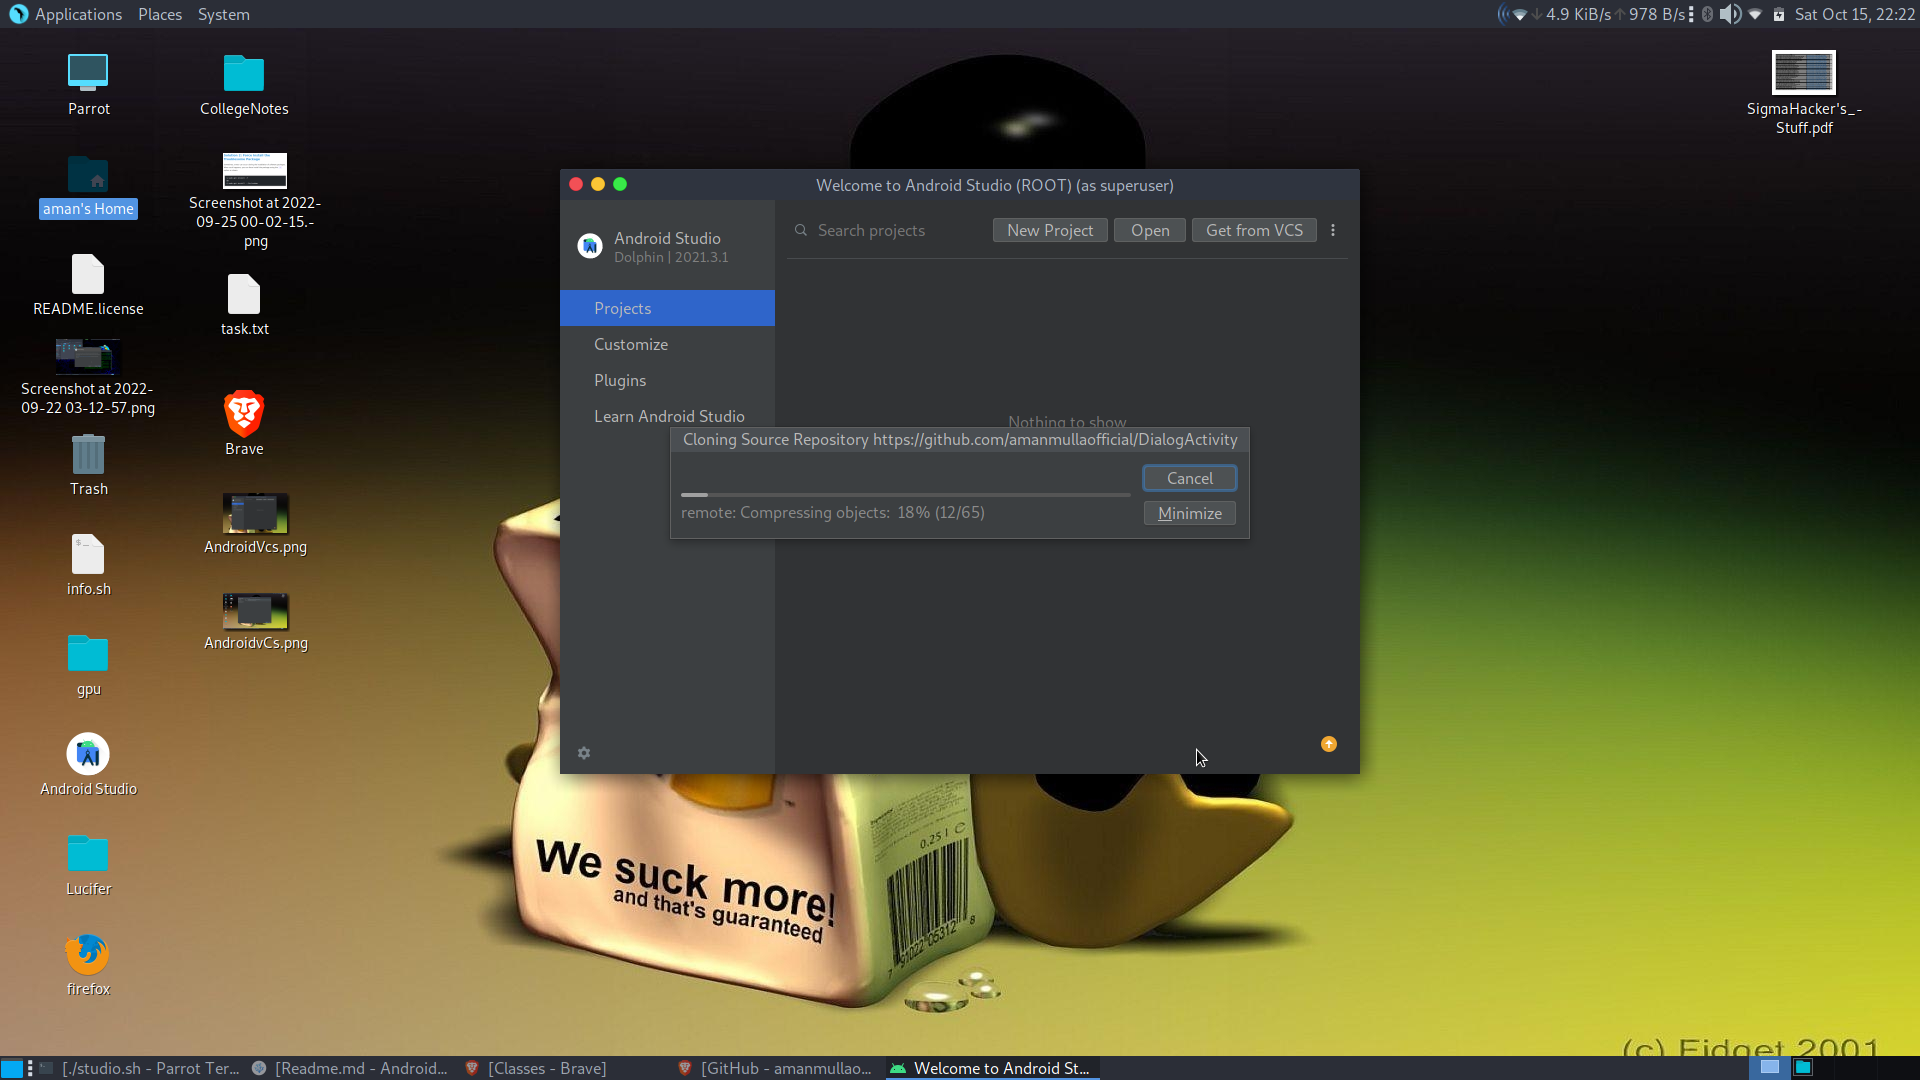 Applications Places System
4.9 KiB/s 978 B/s Sat Oct 15, 22:22
Parrot
CollegeNotes
SigmaHacker's_-
Stuff.pdf
aman's Home
Screenshot at 2022-
09-25 00-02-15.-
png
README.license
task.txt
Screenshot at 2022-
09-22 03-12-57.png
Brave
Trash
AndroidVcs.png
info.sh
AndroidvCs.png
gpu
Android Studio
Lucifer
firefox
Welcome to Android Studio (ROOT) (as superuser)
Android Studio
Dolphin | 2021.3.1
Search projects
New Project
Open
Get from VCS
Projects
Customize
Plugins
Learn Android Studio
Nothing to show
Cloning Source Repository https://github.com/amanmullaofficial/DialogActivity
Cancel
remote: Compressing objects: 18% (12/65)
Minimize
We suck more!
and that's guaranteed
0.25 l
7 91022 05312 8
(c) Fidget 2001
[./studio.sh - Parrot Ter...
[Readme.md - Android...
[Classes - Brave]
[GitHub - amanmullao...
Welcome to Android St...